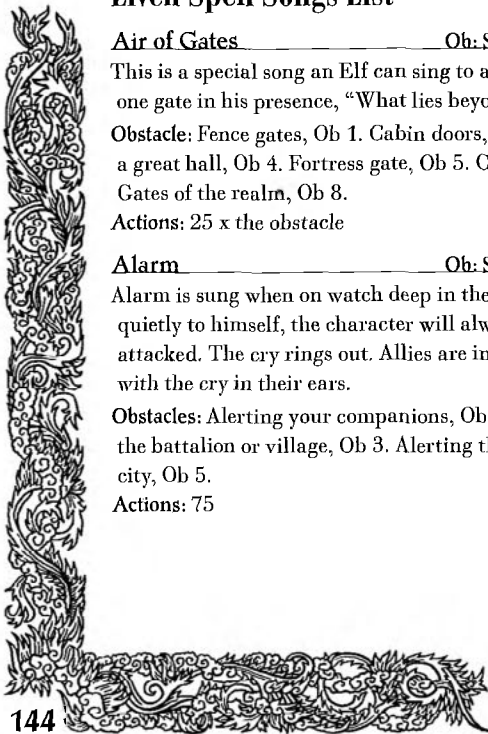 Elven Spell Songs List
Air of Gates Ob: S
This is a special song an Elf can sing to a
one gate in his presence, “What lies beyo
Obstacle: Fence gates, Ob 1. Cabin doors,
a great hall, Ob 4. Fortress gate, Ob 5. C
Gates of the realm, Ob 8.
Actions: 25 x the obstacle
Alarm Ob: S
Alarm is sung when on watch deep in the
quietly to himself, the character will alw
attacked. The cry rings out. Allies are in
with the cry in their ears.
Obstacles: Alerting your companions, Ob
the battalion or village, Ob 3. Alerting t
city, Ob 5.
Actions: 75
144